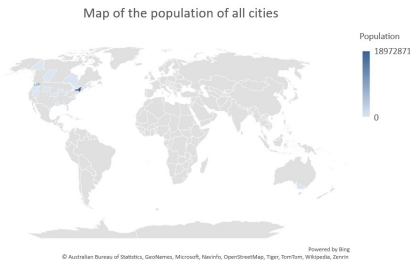 Map of the population of all cities
Population
18972871
0
Powered by Bing
© Australian Bureau of Statistics, GeoNames, Microsoft, Navinfo, OpenStreetMap, Tiger, TomTom, Wikipedia, Zenrin